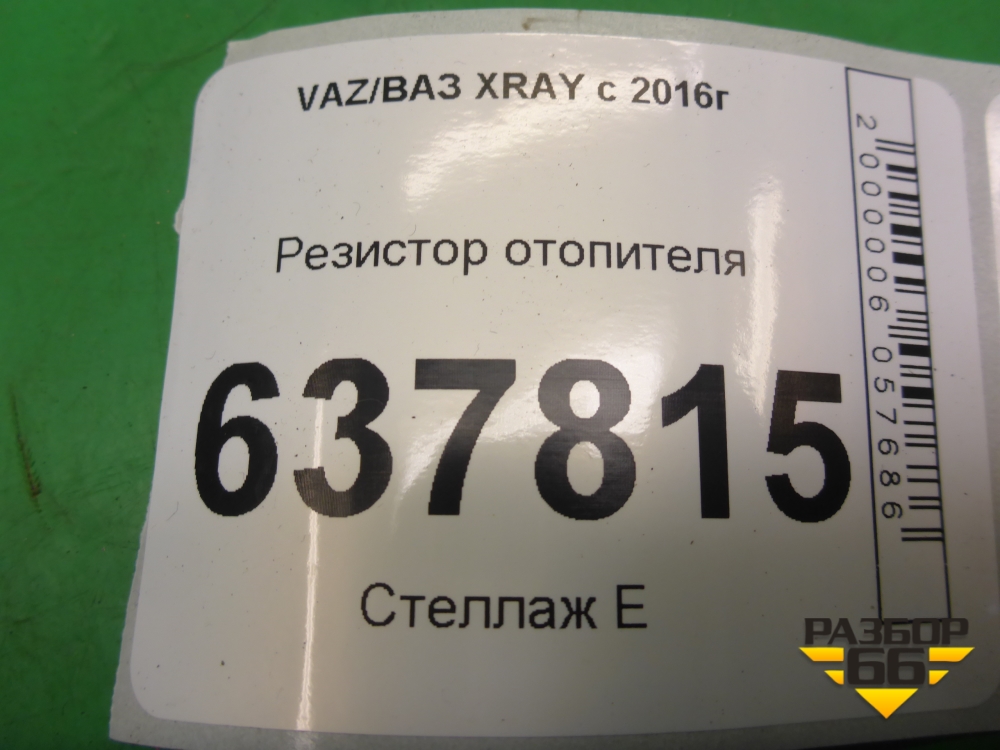 VAZ/ВАЗ XRAY с 2016г
Резистор отопителя
637815
Стеллаж Е
2000006057686
РАЗБОР
66